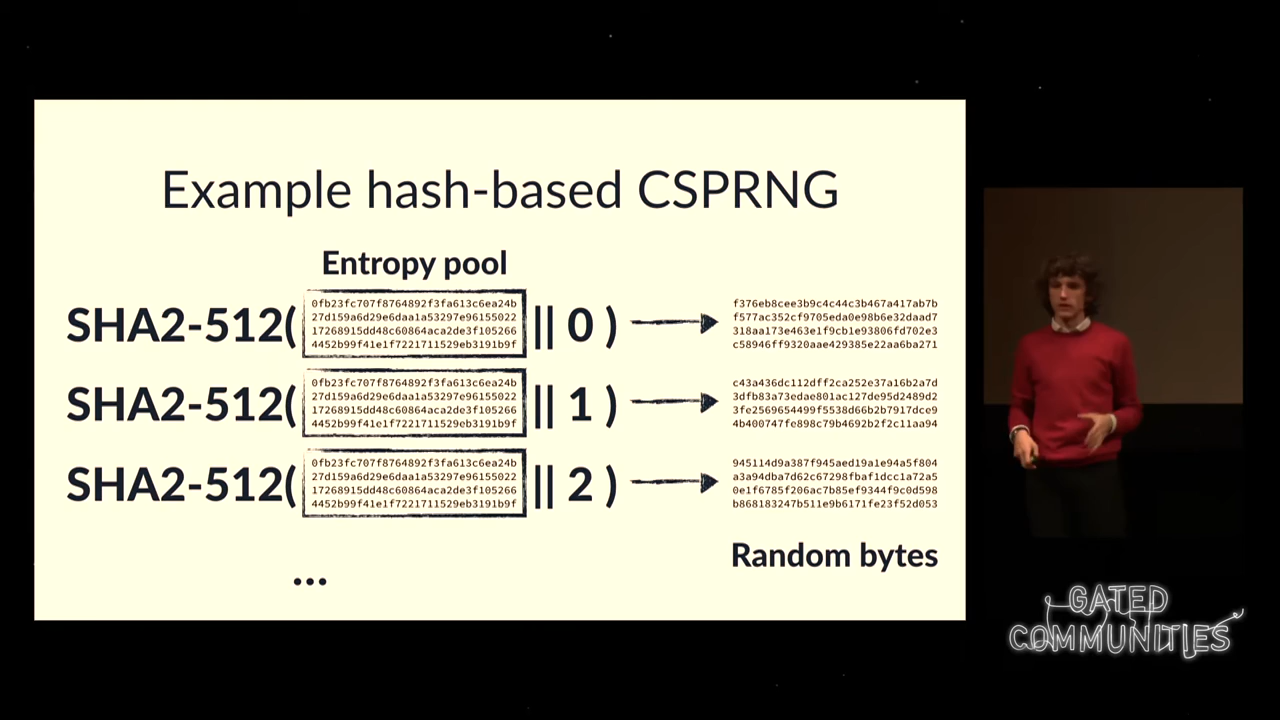 Example hash-based CSPRNG
Entropy pool
SHA2-512( 0fb23fc707f8764892f3fa613c6ea24b
27d159a6d29e6daa1a53297e96155022
17268915dd48c60864aca2de3f105266
4452b99f41e1f7221711529eb3191b9f || 0 )
f376eb8cee3b9c4c44c3b467a417ab7b
f577ac352cf9705eda0e98b6e32daad7
318aa173e463e1f9cb1e93806fd702e3
c58946ff9320aae429385e22aa6ba271
SHA2-512( 0fb23fc707f8764892f3fa613c6ea24b
27d159a6d29e6daa1a53297e96155022
17268915dd48c60864aca2de3f105266
4452b99f41e1f7221711529eb3191b9f || 1 )
c43a436dc112dff2ca252e37a16b2a7d
3dfb83a73edae801ac127de95d2489d2
3fe2569654499f5538d66b2b7917dce9
4b400747fe898c79b4692b2f2c11aa94
SHA2-512( 0fb23fc707f8764892f3fa613c6ea24b
27d159a6d29e6daa1a53297e96155022
17268915dd48c60864aca2de3f105266
4452b99f41e1f7221711529eb3191b9f || 2 )
945114d9a387f945aed19a1e94a5f804
a3a94dba7d62c67298fbaf1dcc1a72a5
0e1f6785f206ac7b85ef9344f9c0d598
b868183247b511e9b6171fe23f52d053
Random bytes
...
GATED
COMMUNITIES